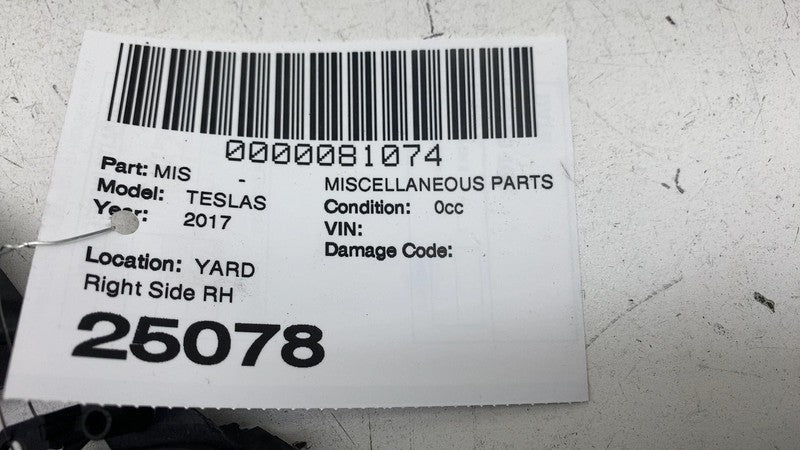 0000081074
Part: MIS - MISCELLANEOUS PARTS
Model: TESLAS Condition: 0cc
Year: 2017 VIN:
Damage Code:
Location: YARD
Right Side RH
25078